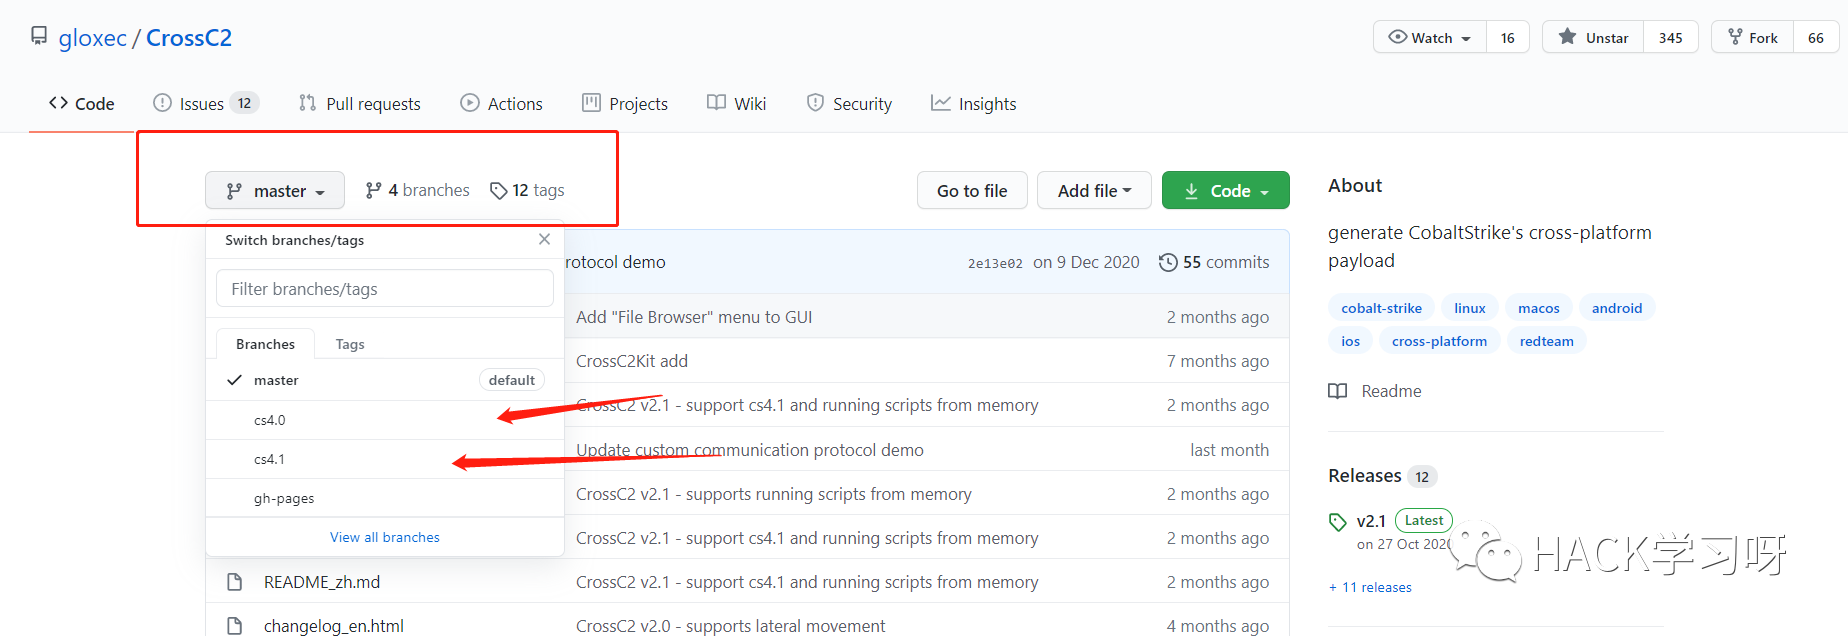 gloxec / CrossC2
Watch 16
Unstar 345
Fork 66
Code
Issues 12
Pull requests
Actions
Projects
Wiki
Security
Insights
master 4 branches 12 tags
Go to file
Add file
Code
Switch branches/tags
Filter branches/tags
Branches Tags
master default
cs4.0
cs4.1
gh-pages
View all branches
rotocol demo 2e13e02 on 9 Dec 2020 55 commits
Add "File Browser" menu to GUI 2 months ago
CrossC2Kit add 7 months ago
CrossC2 v2.1 - support cs4.1 and running scripts from memory 2 months ago
Update custom communication protocol demo last month
CrossC2 v2.1 - supports running scripts from memory 2 months ago
CrossC2 v2.1 - support cs4.1 and running scripts from memory 2 months ago
README_zh.md CrossC2 v2.1 - support cs4.1 and running scripts from memory 2 months ago
changelog_en.html CrossC2 v2.0 - supports lateral movement 4 months ago
About
generate CobaltStrike's cross-platform
payload
cobalt-strike linux macos android
ios cross-platform redteam
Readme
Releases 12
v2.1 Latest
on 27 Oct 2020
+ 11 releases
HACK学习呀